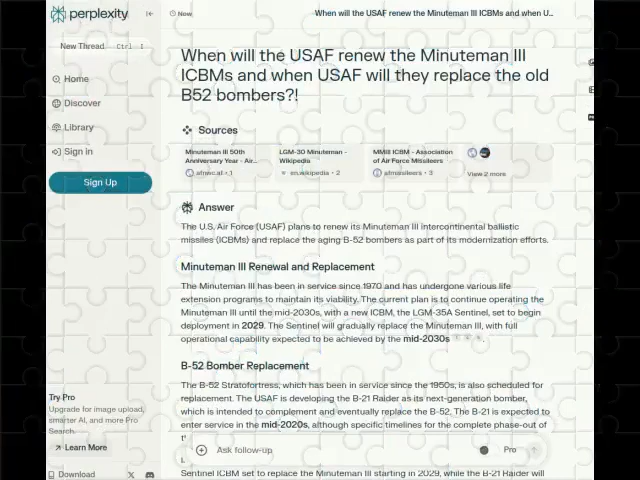 perplexity
Now
When will the USAF renew the Minuteman III ICBMs and when U...
New Thread
Ctrl I
Home
Discover
Library
Sign in
Sign Up
When will the USAF renew the Minuteman III
ICBMs and when USAF will they replace the old
B52 bombers?!
Sources
Minuteman III 50th
Anniversary Year - Air...
afnwc.af · 1
LGM-30 Minuteman -
Wikipedia
en.wikipedia · 2
MMIII ICBM - Association
of Air Force Missileers
afmissileers · 3
View 2 more
Answer
The U.S. Air Force (USAF) plans to renew its Minuteman III intercontinental ballistic
missiles (ICBMs) and replace the aging B-52 bombers as part of its modernization efforts.
Minuteman III Renewal and Replacement
The Minuteman III has been in service since 1970 and has undergone various life
extension programs to maintain its viability. The current plan is to continue operating the
Minuteman III until the mid-2030s, with a new ICBM, the LGM-35A Sentinel, set to begin
deployment in 2029. The Sentinel will gradually replace the Minuteman III, with full
operational capability expected to be achieved by the mid-2030s
B-52 Bomber Replacement
The B-52 Stratofortress, which has been in service since the 1950s, is also scheduled for
replacement. The USAF is developing the B-21 Raider as its next-generation bomber,
which is intended to complement and eventually replace the B-52. The B-21 is expected to
enter service in the mid-2020s, although specific timelines for the complete phase-out of
Ask follow-up
Pro
Sentinel ICBM set to replace the Minuteman III starting in 2029, while the B-21 Raider will
Try Pro
Upgrade for image upload,
smarter AI, and more Pro
Search.
Learn More
Download